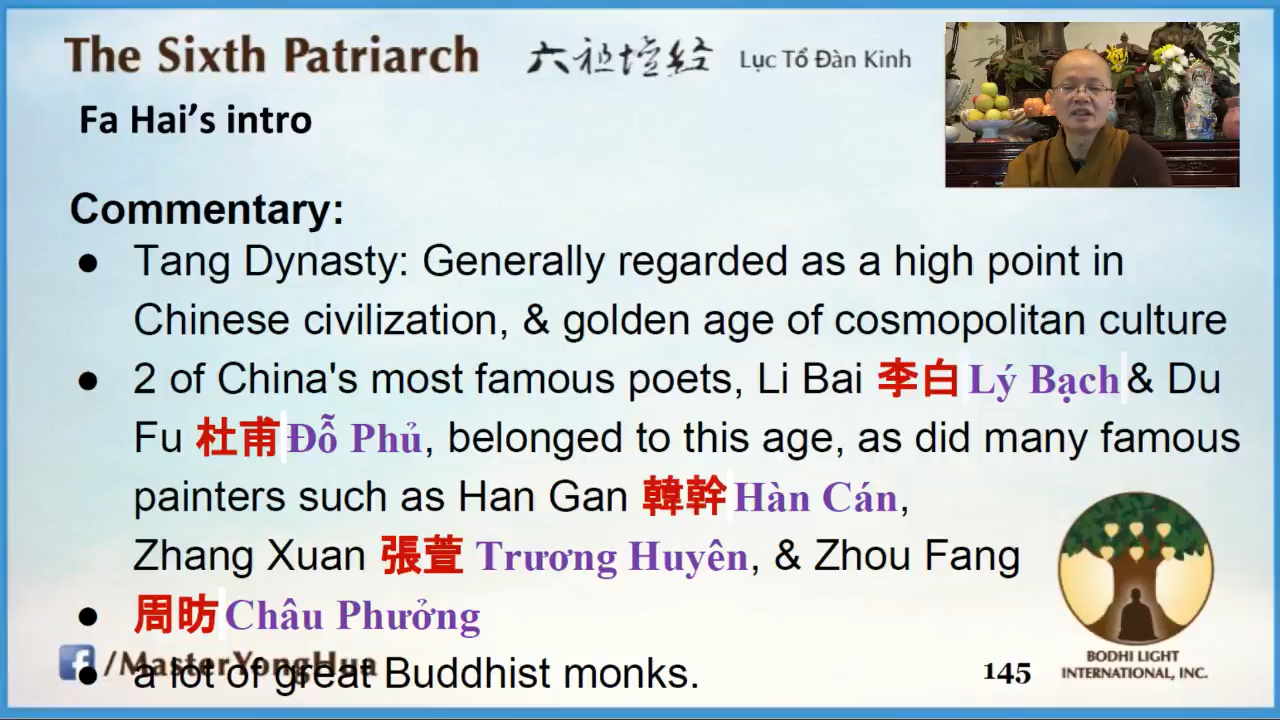 The Sixth Patriarch 六祖壇経 Lục Tổ Đàn Kinh
Fa Hai's intro
Commentary:
● Tang Dynasty: Generally regarded as a high point in
Chinese civilization, & golden age of cosmopolitan culture
● 2 of China's most famous poets, Li Bai 李白 Lý Bạch & Du
Fu 杜甫 Đỗ Phủ, belonged to this age, as did many famous
painters such as Han Gan 韓幹 Hàn Cán,
Zhang Xuan 張萱 Trương Huyên, & Zhou Fang
● 周昉 Châu Phưởng
/MasterYongHua
● a lot of great Buddhist monks.
BODHI LIGHT
INTERNATIONAL, INC.
145